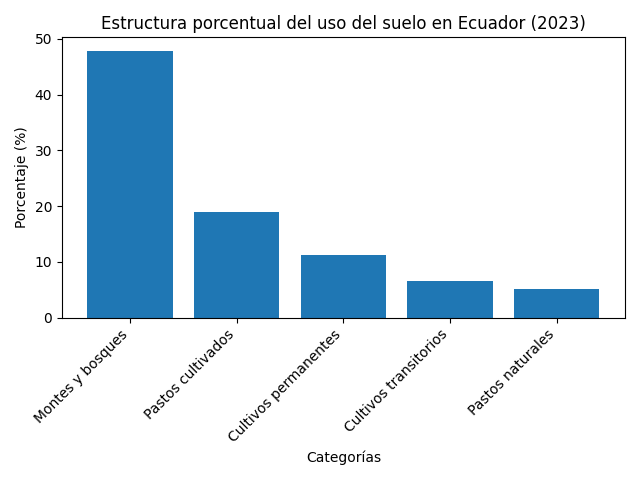 Estructura porcentual del uso del suelo en Ecuador (2023)
Porcentaje (%)
50
40
30
20
10
0
Montes y bosques
Pastos cultivados
Cultivos permanentes
Cultivos transitorios
Pastos naturales
Categorías